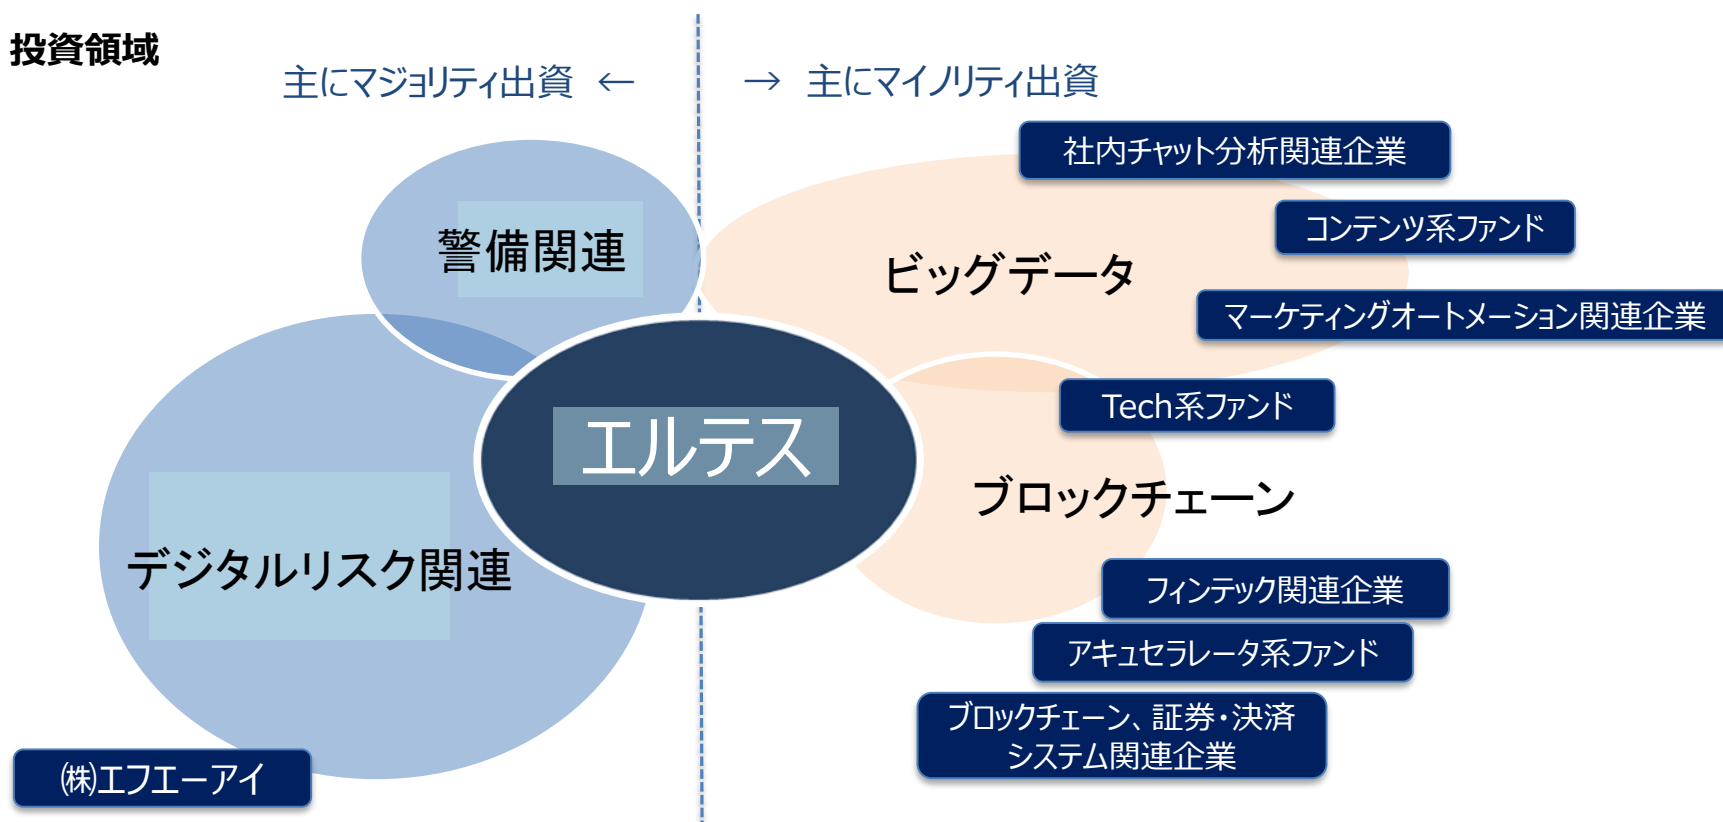 投資領域
主にマジョリティ出資 ←
→ 主にマイノリティ出資
社内チャット分析関連企業
コンテンツ系ファンド
警備関連
ビッグデータ
マーケティングオートメーション関連企業
Tech系ファンド
エルテス
ブロックチェーン
デジタルリスク関連
フィンテック関連企業
アキュセラレータ系ファンド
ブロックチェーン、証券・決済
システム関連企業
㈱エフエーアイ